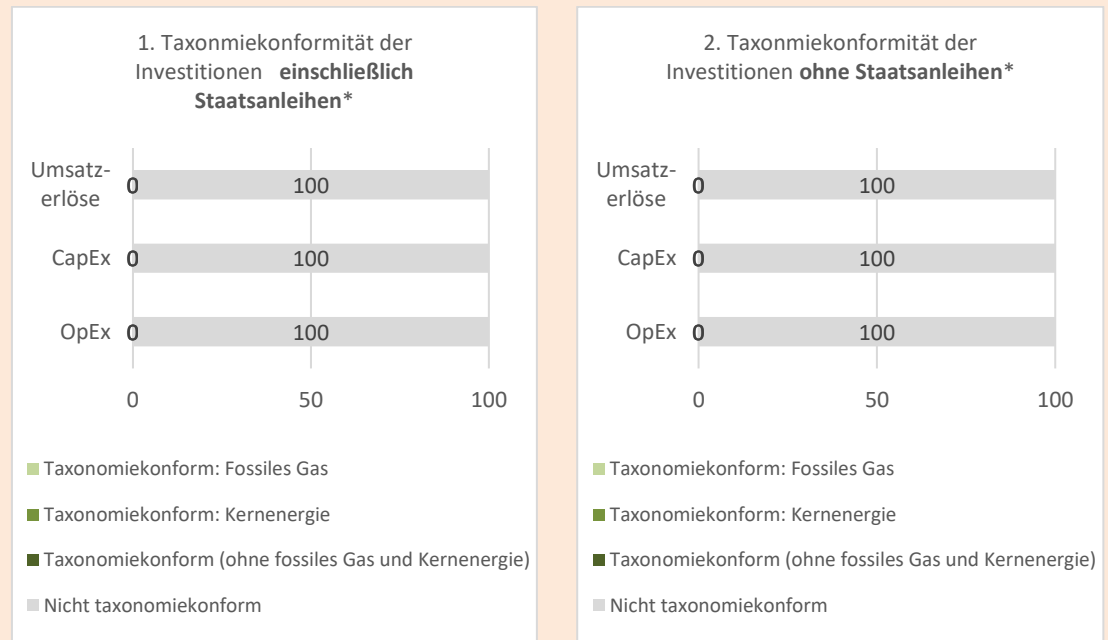 1. Taxonmiekonformität der
Investitionen einschließlich
Staatsanleihen*
Umsatz-
erlöse
0 100
CapEx 0 100
OpEx 0 100
0 50 100
Taxonomiekonform: Fossiles Gas
Taxonomiekonform: Kernenergie
Taxonomiekonform (ohne fossiles Gas und Kernenergie)
Nicht taxonomiekonform
2. Taxonmiekonformität der
Investitionen ohne Staatsanleihen*
Umsatz-
erlöse
0 100
CapEx 0 100
OpEx 0 100
0 50 100
Taxonomiekonform: Fossiles Gas
Taxonomiekonform: Kernenergie
Taxonomiekonform (ohne fossiles Gas und Kernenergie)
Nicht taxonomiekonform